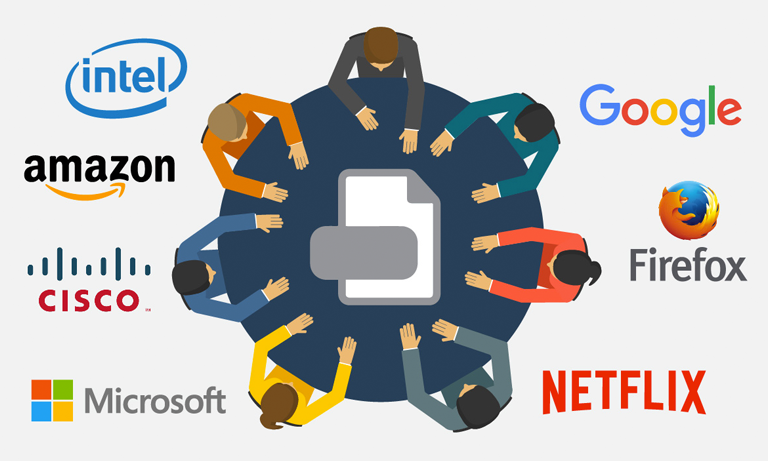 intel
Google
amazon
Firefox
CISCO
Microsoft
NETFLIX